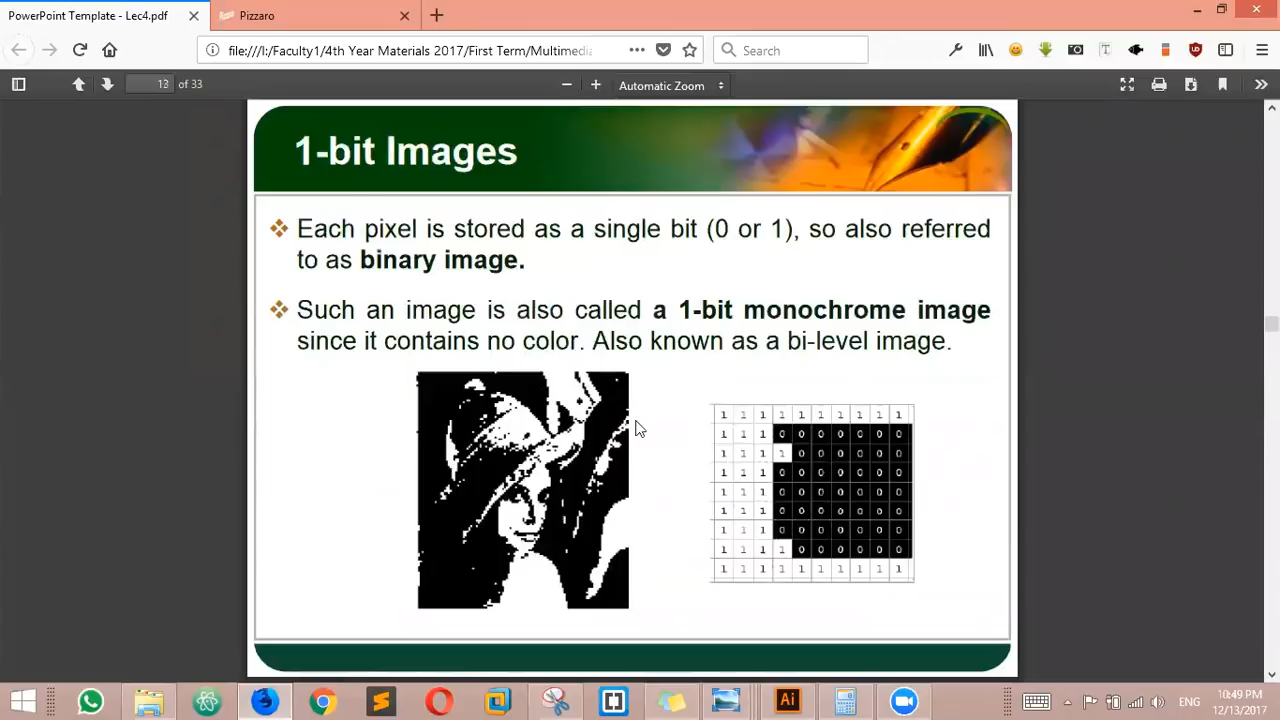 PowerPoint Template - Lec4.pdf
Pizzaro
file:///I:/Faculty1/4th Year Materials 2017/First Term/Multimedi
Search
13 of 33
Automatic Zoom
1-bit Images
Each pixel is stored as a single bit (0 or 1), so also referred
to as binary image.
Such an image is also called a 1-bit monochrome image
since it contains no color. Also known as a bi-level image.
1 1 1 1 1 1 1 1 1 1
1 1 1 0 0 0 0 0 0 0
1 1 1 1 0 0 0 0 0 0
1 1 1 0 0 0 0 0 0 0
1 1 1 0 0 0 0 0 0 0
1 1 1 0 0 0 0 0 0 0
1 1 1 0 0 0 0 0 0 0
1 1 1 1 0 0 0 0 0 0
1 1 1 1 1 1 1 1 1 1
Ai
ENG
10:49 PM
12/13/2017